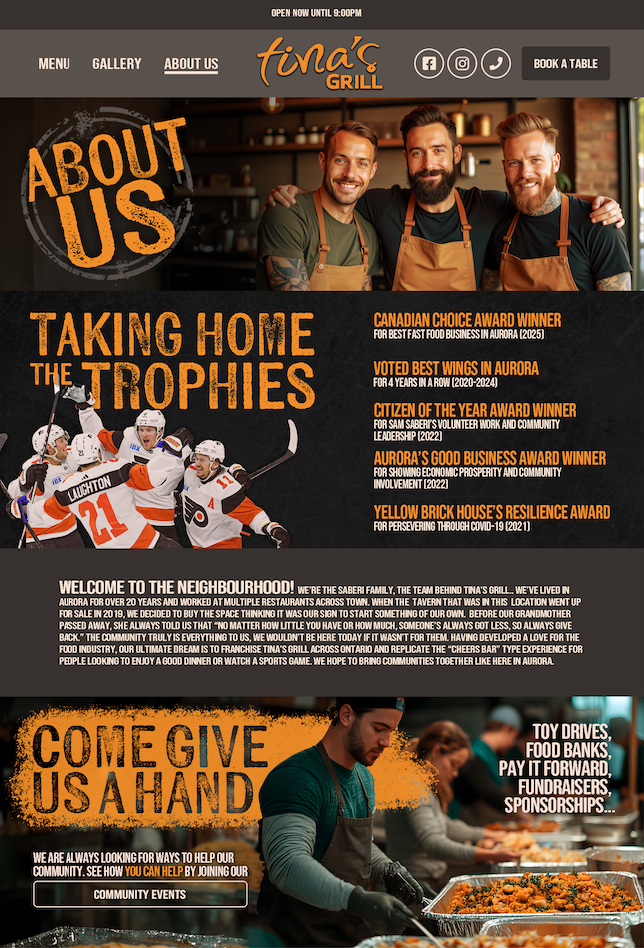 OPEN NOW UNTIL 9:00PM
MENU GALLERY ABOUT US
tina's
GRILL
BOOK A TABLE
ABOUT
US
TAKING HOME
THE TROPHIES
LAUGHTON
21
21
A
11
IBX
CANADIAN CHOICE AWARD WINNER
FOR BEST FAST FOOD BUSINESS IN AURORA (2025)
VOTED BEST WINGS IN AURORA
FOR 4 YEARS IN A ROW (2020-2024)
CITIZEN OF THE YEAR AWARD WINNER
FOR SAM SABERI'S VOLUNTEER WORK AND COMMUNITY
LEADERSHIP (2022)
AURORA'S GOOD BUSINESS AWARD WINNER
FOR SHOWING ECONOMIC PROSPERITY AND COMMUNITY
INVOLVEMENT (2022)
YELLOW BRICK HOUSE'S RESILIENCE AWARD
FOR PERSEVERING THROUGH COVID-19 (2021)
WELCOME TO THE NEIGHBOURHOOD! WE'RE THE SABERI FAMILY, THE TEAM BEHIND TINA'S GRILL... WE'VE LIVED IN
AURORA FOR OVER 20 YEARS AND WORKED AT MULTIPLE RESTAURANTS ACROSS TOWN. WHEN THE TAVERN THAT WAS IN THIS LOCATION WENT UP
FOR SALE IN 2019, WE DECIDED TO BUY THE SPACE THINKING IT WAS OUR SIGN TO START SOMETHING OF OUR OWN. BEFORE OUR GRANDMOTHER
PASSED AWAY, SHE ALWAYS TOLD US THAT "NO MATTER HOW LITTLE YOU HAVE OR HOW MUCH, SOMEONE'S ALWAYS GOT LESS, SO ALWAYS GIVE
BACK." THE COMMUNITY TRULY IS EVERYTHING TO US, WE WOULDN'T BE HERE TODAY IF IT WASN'T FOR THEM. HAVING DEVELOPED A LOVE FOR THE
FOOD INDUSTRY, OUR ULTIMATE DREAM IS TO FRANCHISE TINA'S GRILL ACROSS ONTARIO AND REPLICATE THE "CHEERS BAR" TYPE EXPERIENCE FOR
PEOPLE LOOKING TO ENJOY A GOOD DINNER OR WATCH A SPORTS GAME. WE HOPE TO BRING COMMUNITIES TOGETHER LIKE HERE IN AURORA.
COME GIVE
US A HAND
TOY DRIVES,
FOOD BANKS,
PAY IT FORWARD,
FUNDRAISERS,
SPONSORSHIPS...
WE ARE ALWAYS LOOKING FOR WAYS TO HELP OUR
COMMUNITY. SEE HOW YOU CAN HELP BY JOINING OUR
COMMUNITY EVENTS